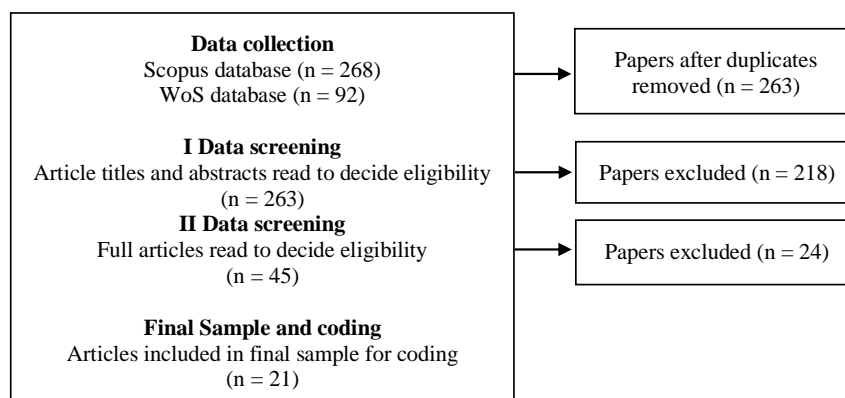 Data collection
Scopus database (n = 268)
WoS database (n = 92)
Papers after duplicates
removed (n = 263)
I Data screening
Article titles and abstracts read to decide eligibility
(n = 263)
Papers excluded (n = 218)
II Data screening
Full articles read to decide eligibility
(n = 45)
Papers excluded (n = 24)
Final Sample and coding
Articles included in final sample for coding
(n = 21)